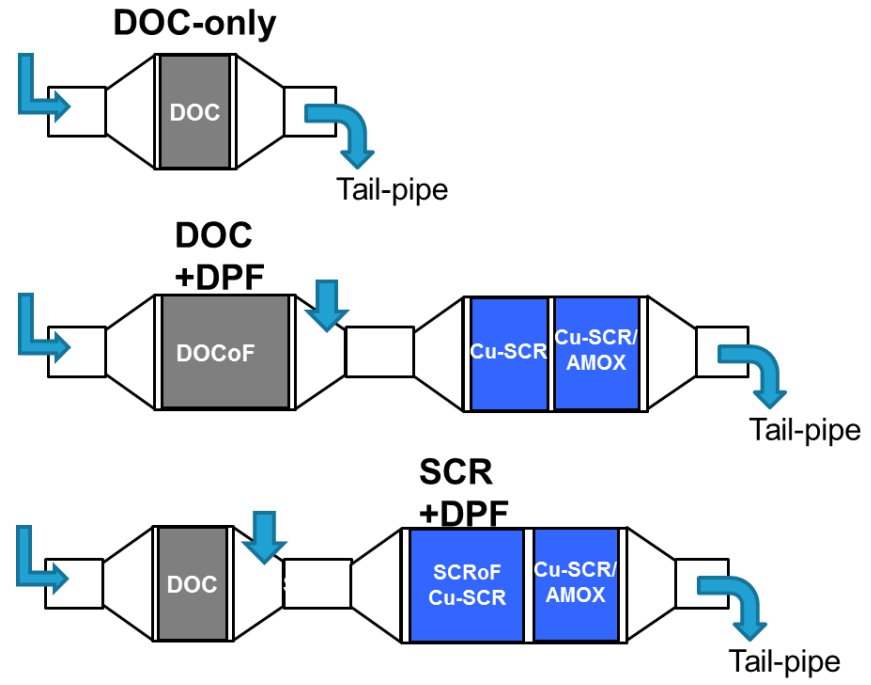 DOC-only
DOC
Tail-pipe
DOC
+DPF
DOCoF
Cu-SCR
Cu-SCR/
AMOX
Tail-pipe
SCR
+DPF
DOC
SCRoF
Cu-SCR
Cu-SCR/
AMOX
Tail-pipe